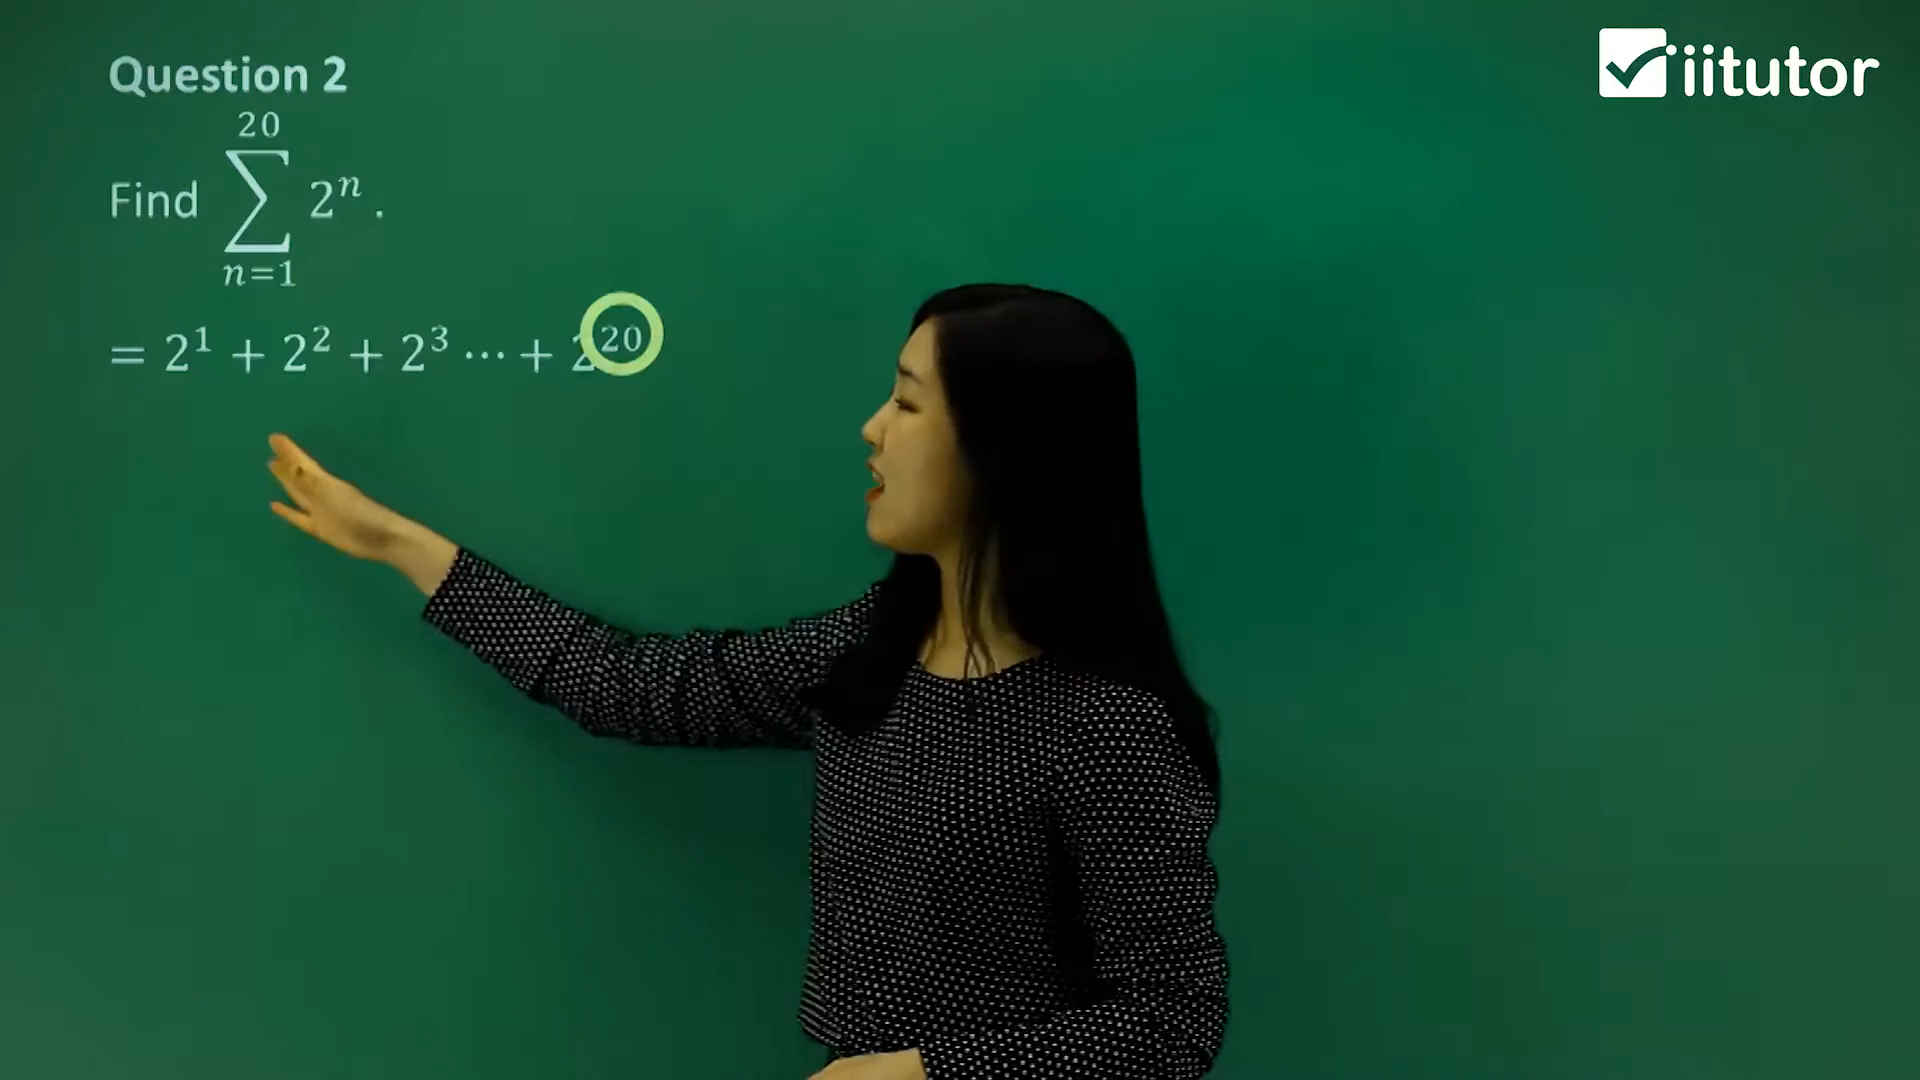 Question 2
iitutor
20
Find ∑ 2ⁿ .
n=1
= 2¹ + 2² + 2³ ⋯ + 2²⁰